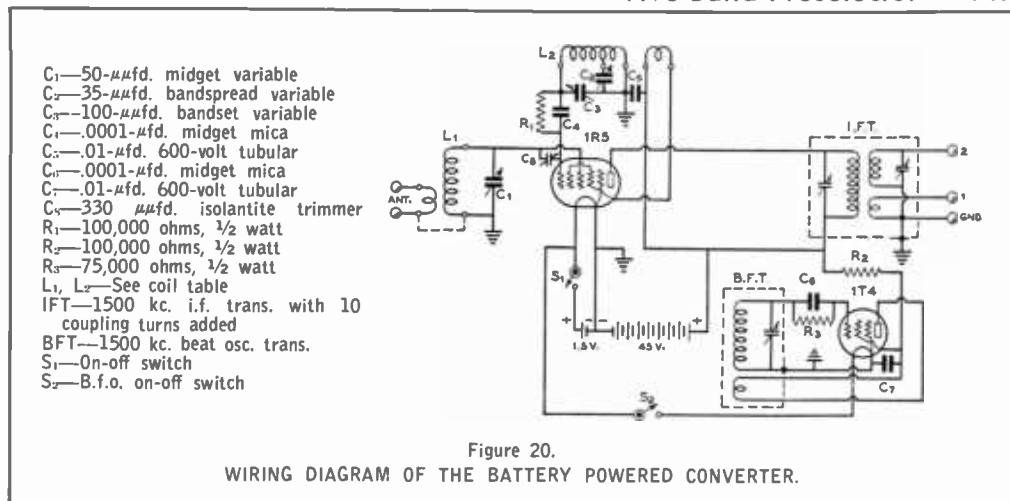 C₁—50-μμfd. midget variable
C₂—35-μμfd. bandspread variable
C₃—100-μμfd. bandset variable
C₄—.0001-μfd. midget mica
C₅—.01-μfd. 600-volt tubular
C₆—.0001-μfd. midget mica
C₇—.01-μfd. 600-volt tubular
C₈—330 μμfd. isolantite trimmer
R₁—100,000 ohms, ½ watt
R₂—100,000 ohms, ½ watt
R₃—75,000 ohms, ½ watt
L₁, L₂—See coil table
IFT—1500 kc. i.f. trans. with 10
coupling turns added
BFT—1500 kc. beat osc. trans.
S₁—On-off switch
S₂—B.f.o. on-off switch
L₂
C₂
C₅
C₃
R₁
C₄
1R5
L₁
C₈
C₁
ANT.
I.F.T.
2
1
GND
S₁
+ - -
+
1.5 V.
45 V.
R₂
B.F.T.
C₆
1T4
R₃
C₇
S₂
Figure 20.
WIRING DIAGRAM OF THE BATTERY POWERED CONVERTER.